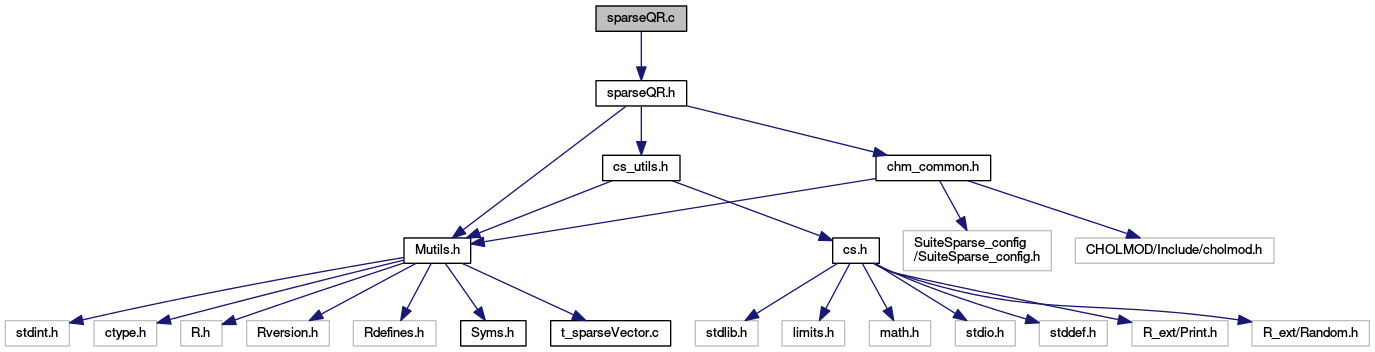 sparseQR.c
sparseQR.h
cs_utils.h
chm_common.h
Mutils.h
cs.h
SuiteSparse_config
/SuiteSparse_config.h
CHOLMOD/Include/cholmod.h
stdint.h
ctype.h
R.h
Rversion.h
Rdefines.h
Syms.h
t_sparseVector.c
stdlib.h
limits.h
math.h
stdio.h
stddef.h
R_ext/Print.h
R_ext/Random.h